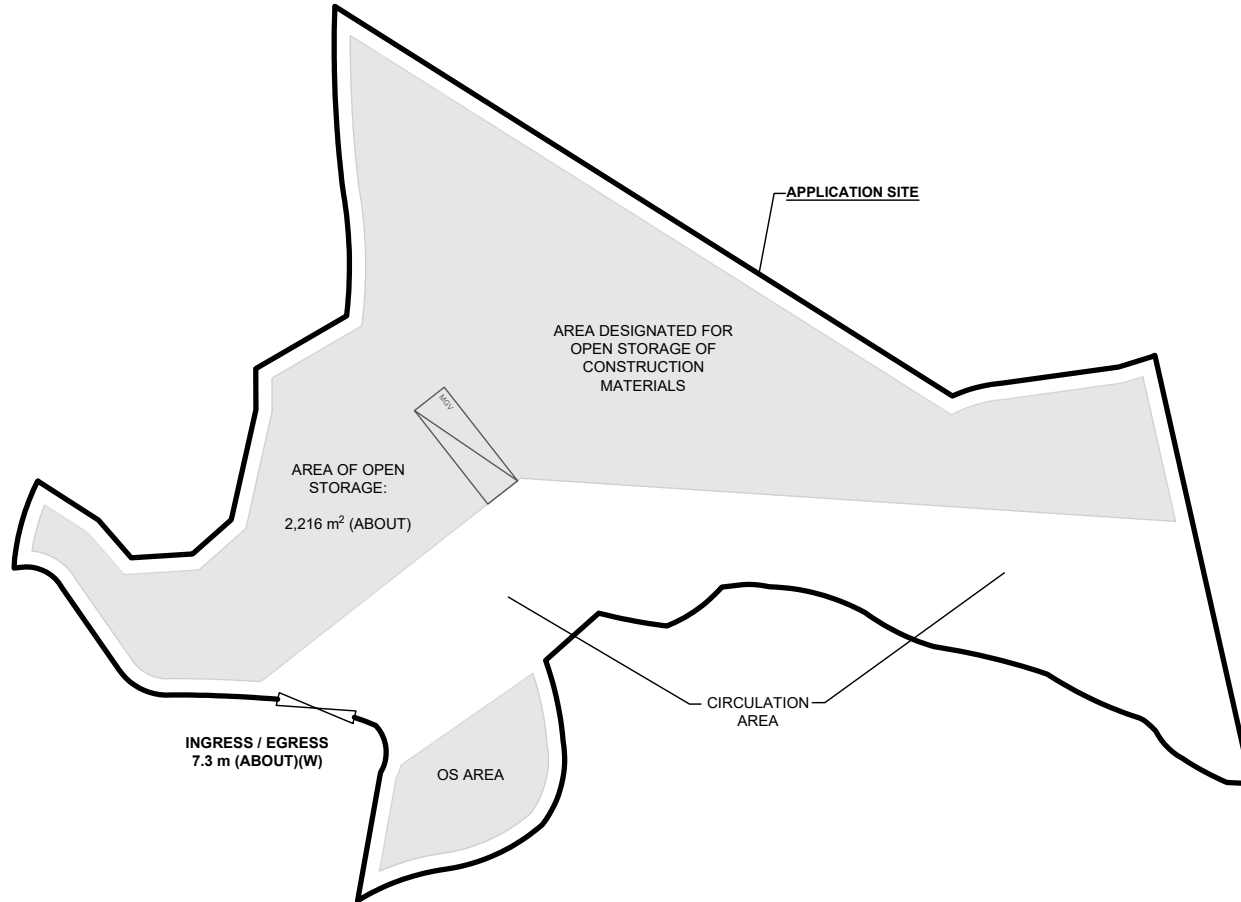 APPLICATION SITE
AREA DESIGNATED FOR
OPEN STORAGE OF
CONSTRUCTION
MATERIALS
MGV
AREA OF OPEN
STORAGE:
2,216 m² (ABOUT)
CIRCULATION
AREA
INGRESS / EGRESS
7.3 m (ABOUT)(W)
OS AREA